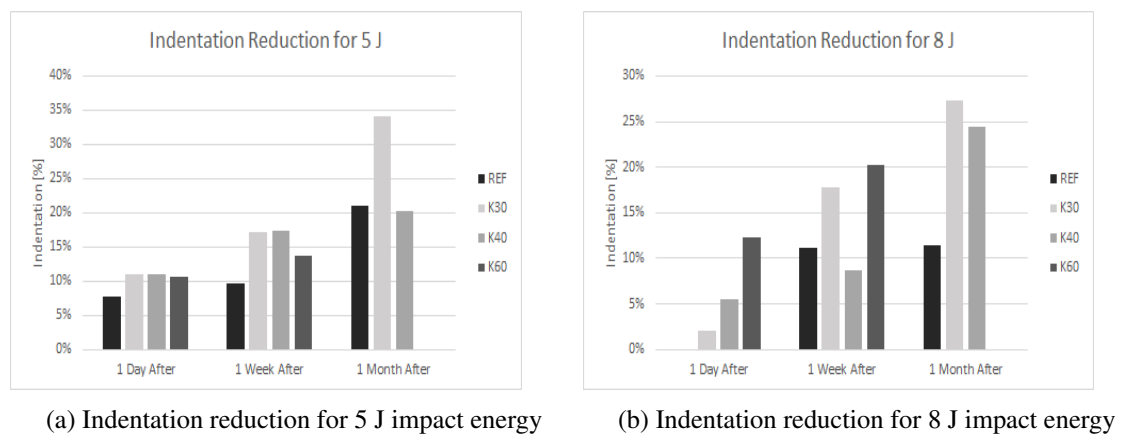 Indentation Reduction for 5 J
40%
35%
30%
25%
20%
15%
10%
5%
0%
Indentation [%]
1 Day After
1 Week After
1 Month After
REF
K30
K40
K60
(a) Indentation reduction for 5 J impact energy
Indentation Reduction for 8 J
30%
25%
20%
15%
10%
5%
0%
Indentation [%]
1 Day After
1 Week After
1 Month After
REF
K30
K40
K60
(b) Indentation reduction for 8 J impact energy